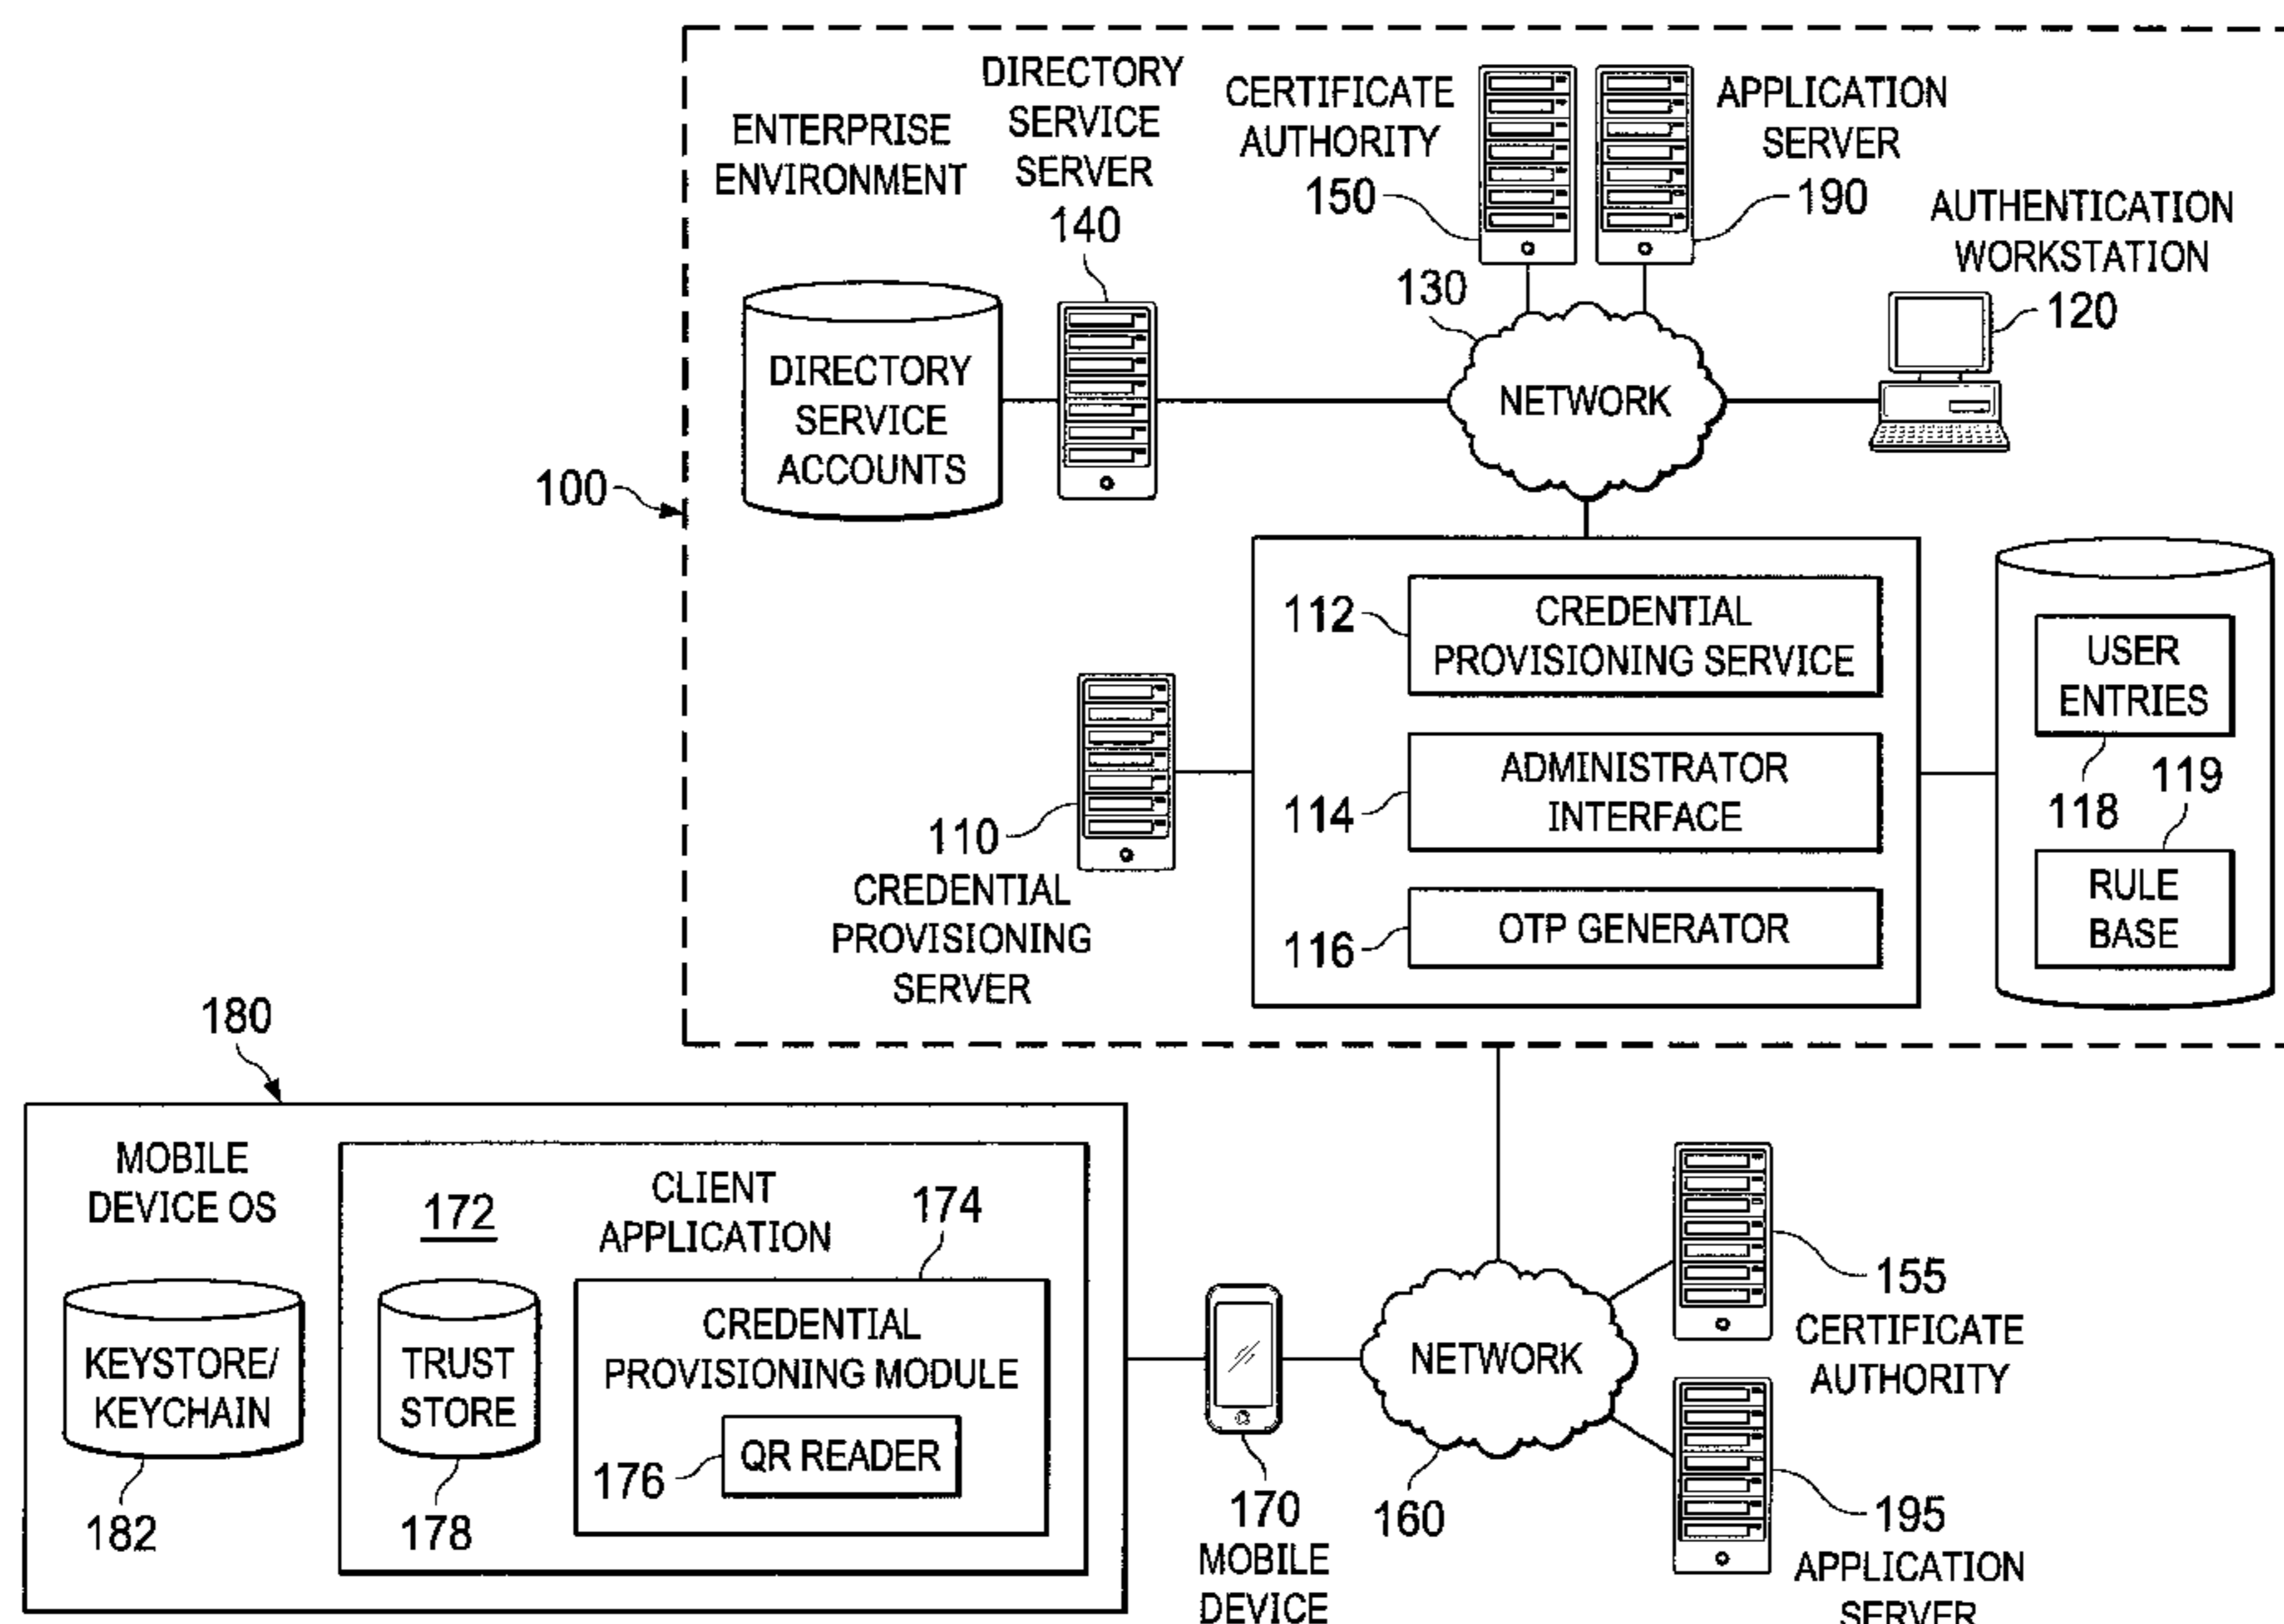 ENTERPRISE
ENVIRONMENT
DIRECTORY
SERVICE
SERVER
140
CERTIFICATE
AUTHORITY
150
APPLICATION
SERVER
190
AUTHENTICATION
WORKSTATION
120
130
NETWORK
DIRECTORY
SERVICE
ACCOUNTS
100
112
CREDENTIAL
PROVISIONING SERVICE
114
ADMINISTRATOR
INTERFACE
116
OTP GENERATOR
USER
ENTRIES
118
119
RULE
BASE
110
CREDENTIAL
PROVISIONING
SERVER
180
MOBILE
DEVICE OS
172
CLIENT
APPLICATION
174
KEYSTORE/
KEYCHAIN
182
TRUST
STORE
178
CREDENTIAL
PROVISIONING MODULE
176
QR READER
170
MOBILE
DEVICE
NETWORK
160
155
CERTIFICATE
AUTHORITY
195
APPLICATION
SERVER